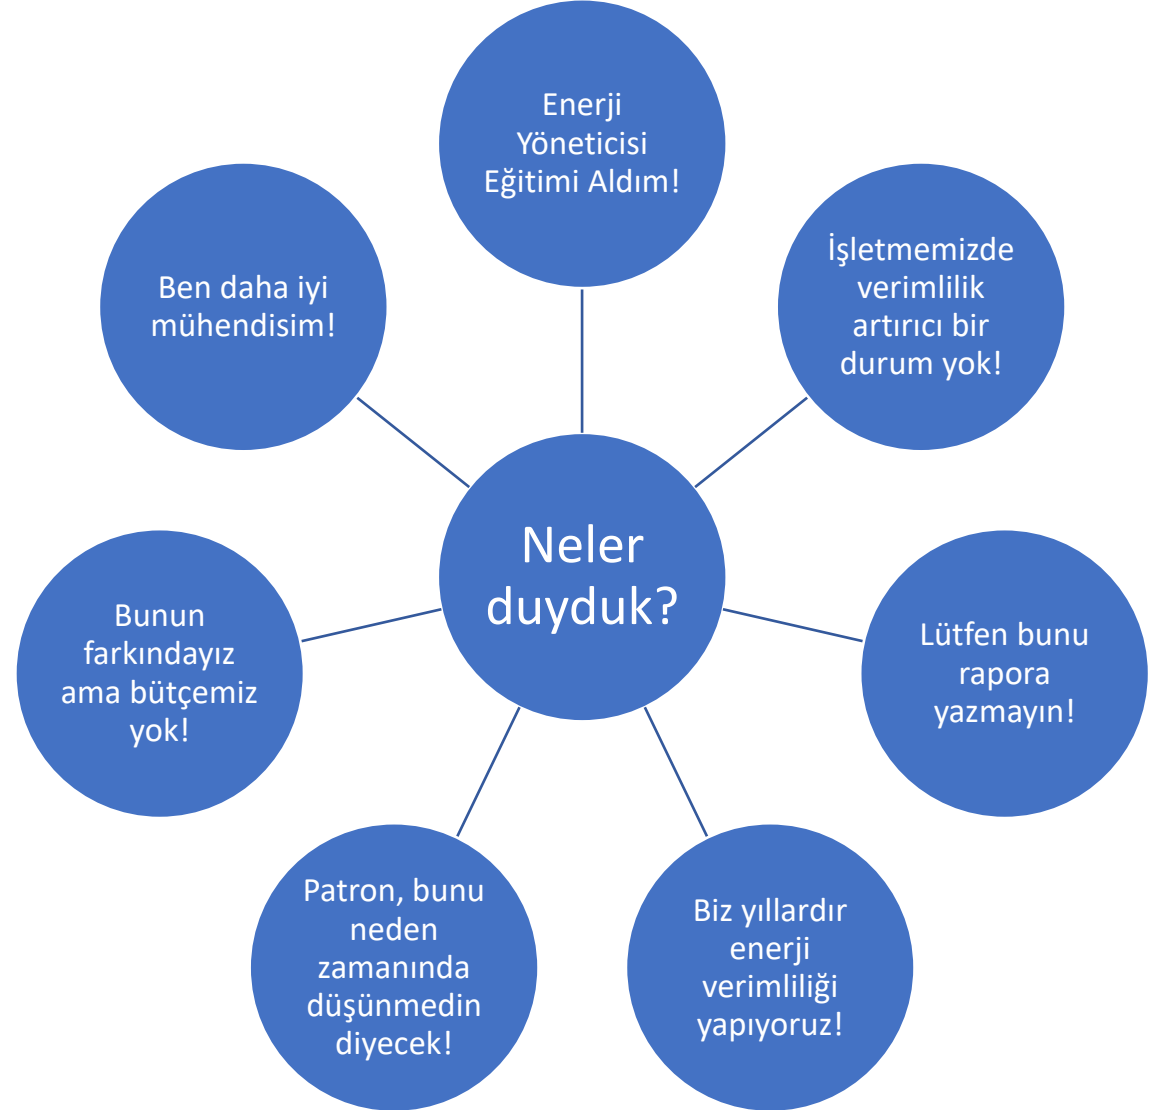 Enerji
Yöneticisi
Eğitimi Aldım!
İşletmemizde
verimlilik
artırıcı bir
durum yok!
Lütfen bunu
rapora
yazmayın!
Biz yıllardır
enerji
verimliliği
yapıyoruz!
Patron, bunu
neden
zamanında
düşünmedin
diyecek!
Bunun
farkındayız
ama bütçemiz
yok!
Ben daha iyi
mühendisim!
Neler
duyduk?